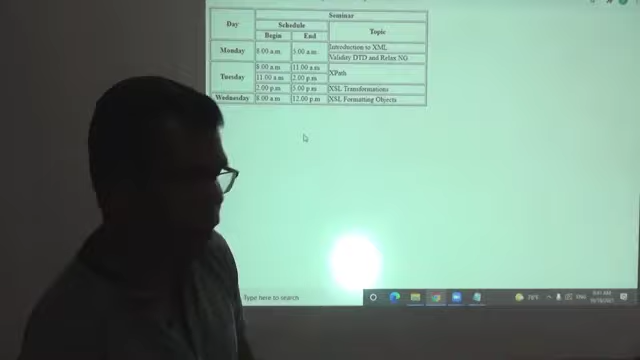 Seminar
Day
Schedule
Topic
Begin
End
Monday
8.00 a.m
5.00 a.m.
Introduction to XML
Validity DTD and Relax NG.
Tuesday
8.00 a.m
11.00 a.m
XPath
11.00 a.m
2.00 p.m
2.00 p.m
5.00 p.m
XSL Transformations
Wednesday
8.00 a.m
12.00 p.m
XSL Formatting Objects
Type here to search
ENG